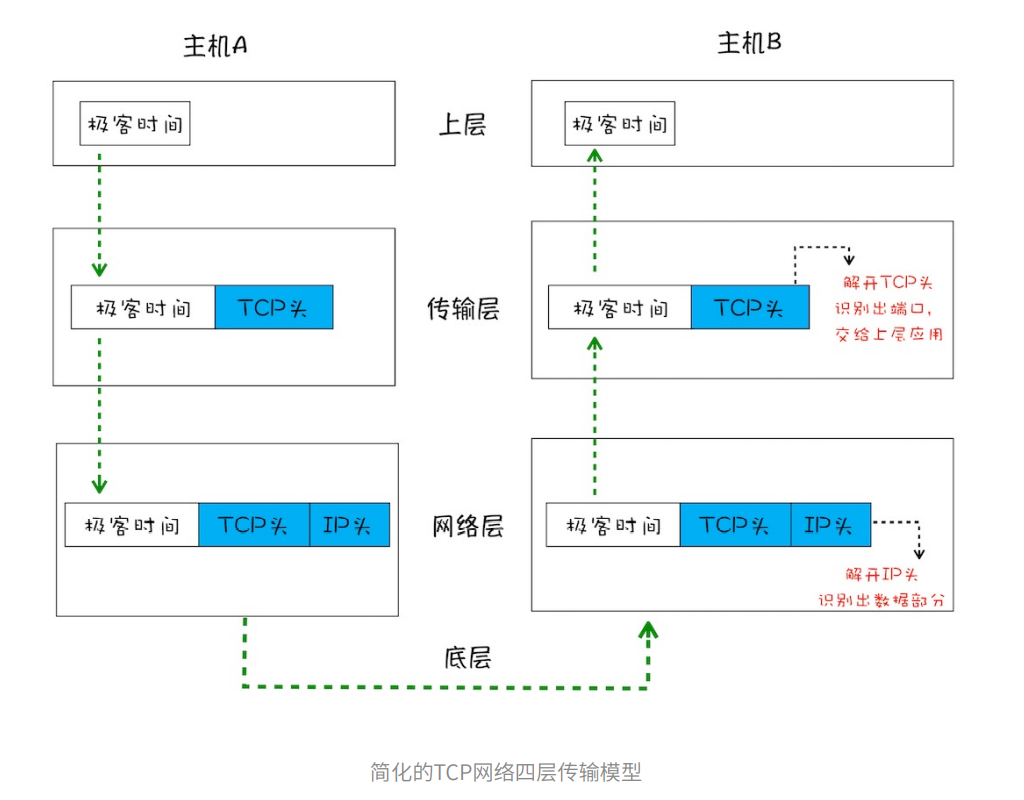 主机A
主机B
极客时间
上层
极客时间
极客时间
TCP头
传输层
极客时间
TCP头
解开TCP头
识别出端口，
交给上层应用
极客时间
TCP头
IP头
网络层
极客时间
TCP头
IP头
解开IP头
识别出数据部分
底层
简化的TCP网络四层传输模型